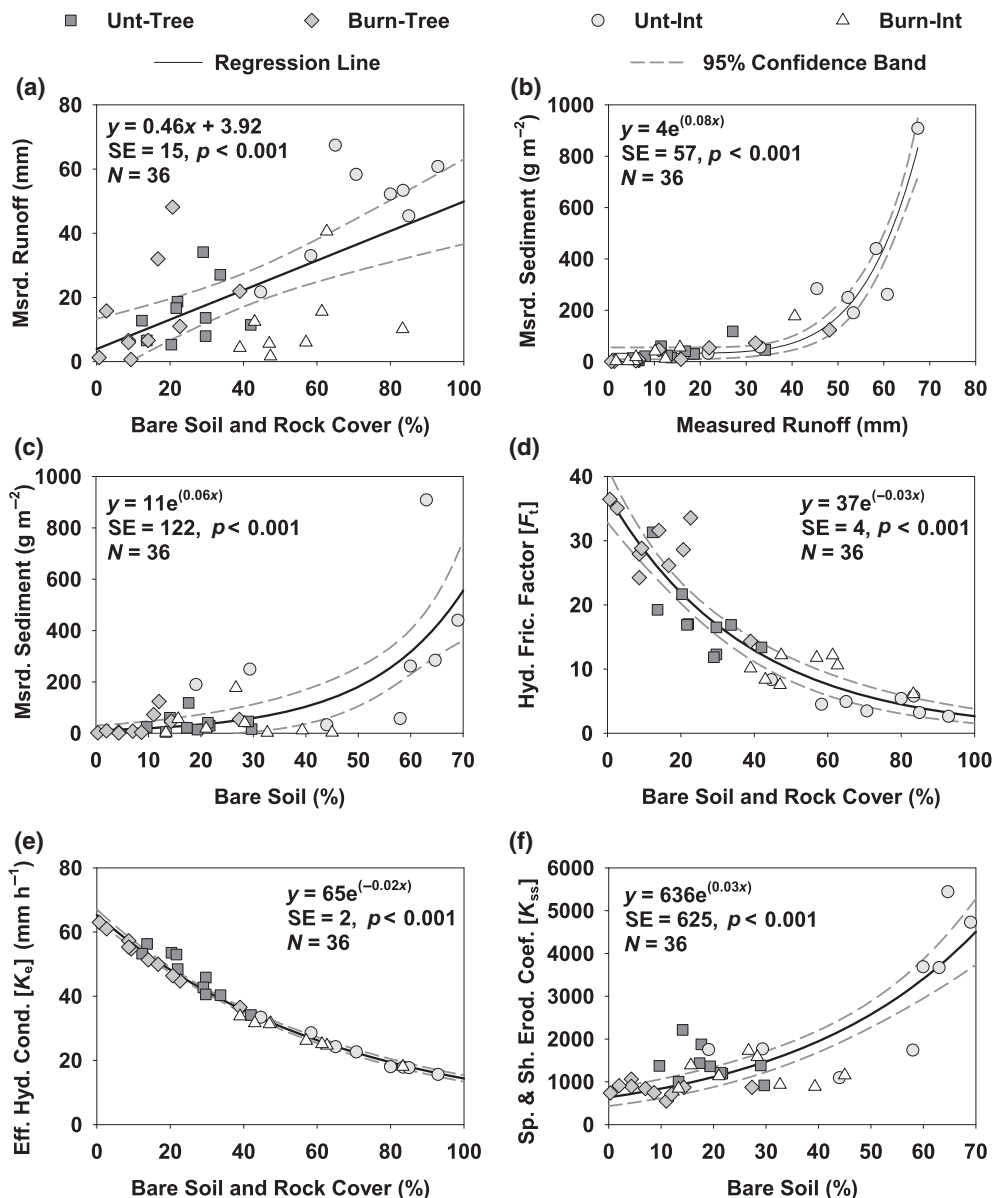 Unt-Tree Burn-Tree Unt-Int Burn-Int
Regression Line 95% Confidence Band
(a)
y = 0.46x + 3.92
SE = 15, p < 0.001
N = 36
Msrd. Runoff (mm)
80
60
40
20
0
0 20 40 60 80 100
Bare Soil and Rock Cover (%)
(b)
y = 4e^(0.08x)
SE = 57, p < 0.001
N = 36
Msrd. Sediment (g m⁻²)
1000
800
600
400
200
0
0 10 20 30 40 50 60 70 80
Measured Runoff (mm)
(c)
y = 11e^(0.06x)
SE = 122, p < 0.001
N = 36
Msrd. Sediment (g m⁻²)
1000
800
600
400
200
0
0 10 20 30 40 50 60 70
Bare Soil (%)
(d)
y = 37e^(−0.03x)
SE = 4, p < 0.001
N = 36
Hyd. Fric. Factor [Fₜ]
40
30
20
10
0
0 20 40 60 80 100
Bare Soil and Rock Cover (%)
(e)
y = 65e^(−0.02x)
SE = 2, p < 0.001
N = 36
Eff. Hyd. Cond. [Kₑ] (mm h⁻¹)
80
60
40
20
0
0 20 40 60 80 100
Bare Soil and Rock Cover (%)
(f)
y = 636e^(0.03x)
SE = 625, p < 0.001
N = 36
Sp. & Sh. Erod. Coef. [Kₛₛ]
6000
5000
4000
3000
2000
1000
0
0 10 20 30 40 50 60 70
Bare Soil (%)